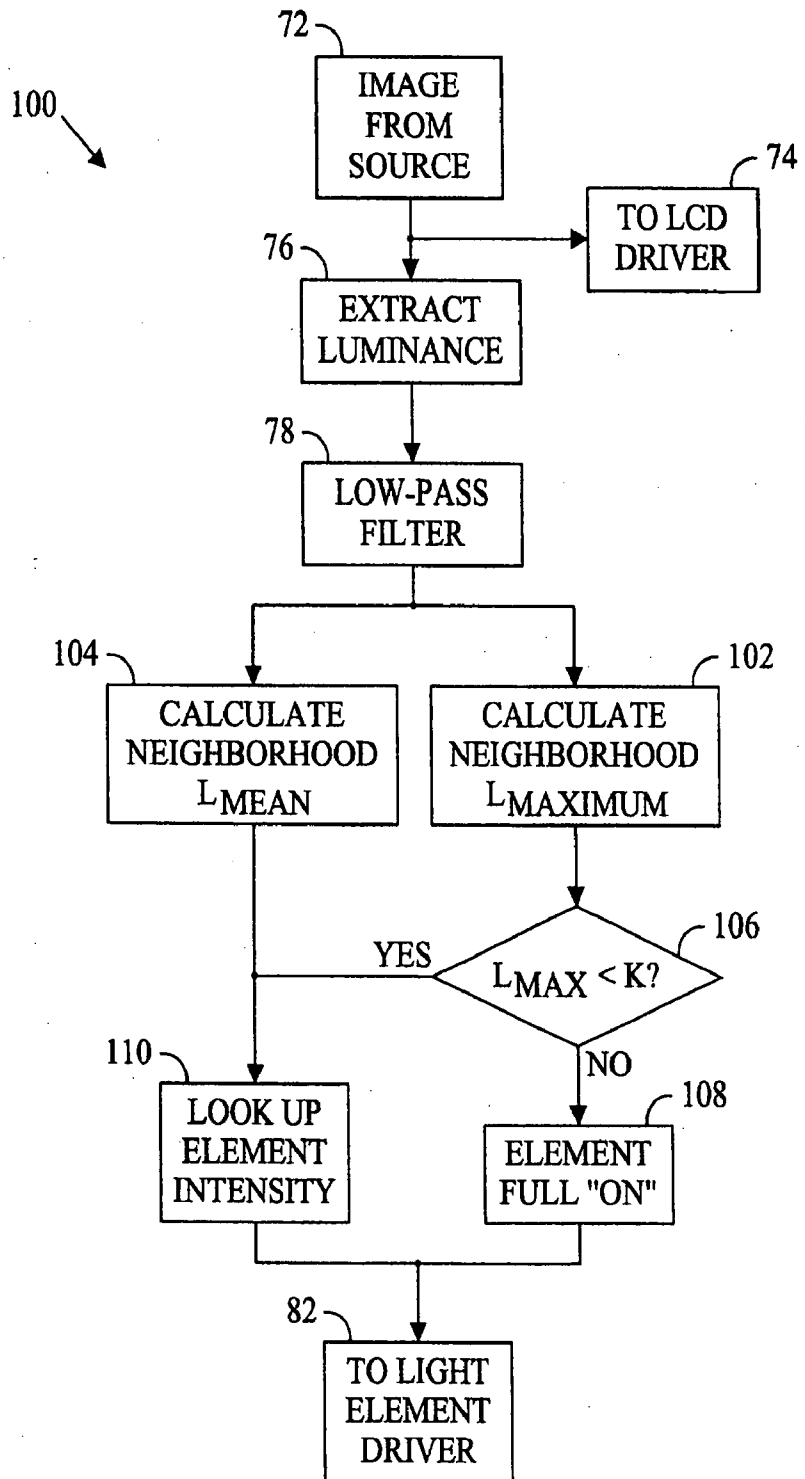 72
IMAGE
FROM
SOURCE
100
74
TO LCD
DRIVER
76
EXTRACT
LUMINANCE
78
LOW-PASS
FILTER
104
CALCULATE
NEIGHBORHOOD
LMEAN
102
CALCULATE
NEIGHBORHOOD
LMAXIMUM
YES
106
LMAX < K?
NO
110
LOOK UP
ELEMENT
INTENSITY
108
ELEMENT
FULL "ON"
82
TO LIGHT
ELEMENT
DRIVER